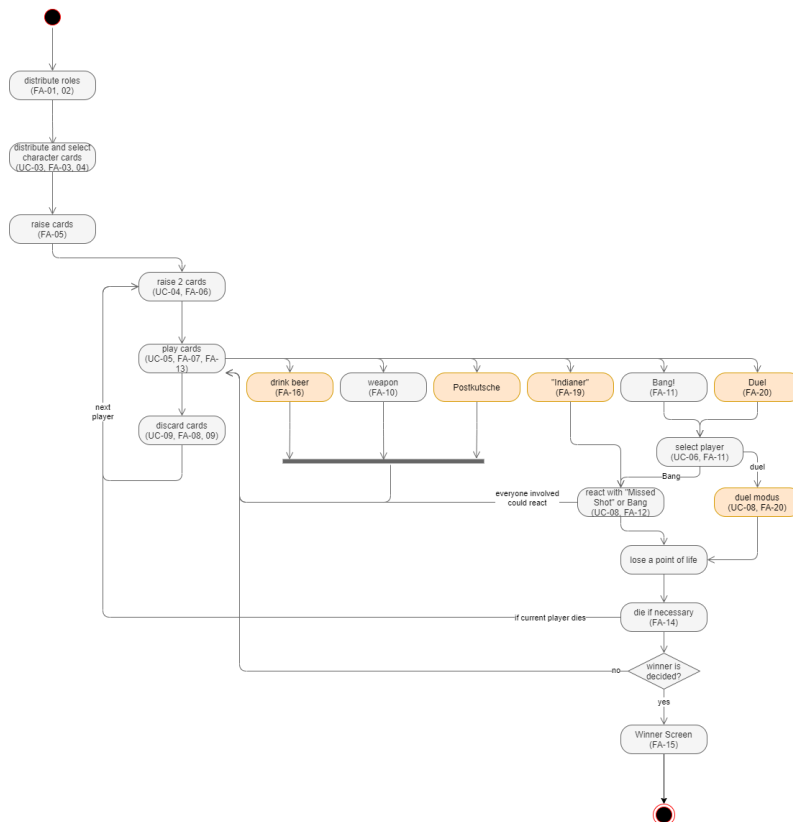 distribute roles
(FA-01, 02)
distribute and select
character cards
(UC-03, FA-03, 04)
raise cards
(FA-05)
raise 2 cards
(UC-04, FA-06)
play cards
(UC-05, FA-07, FA-
13)
drink beer
(FA-16)
weapon
(FA-10)
Postkutsche
"Indianer"
(FA-19)
Bang!
(FA-11)
Duel
(FA-20)
next
player
discard cards
(UC-09, FA-08, 09)
select player
(UC-06, FA-11)
duel
Bang
everyone involved
could react
react with "Missed
Shot" or Bang
(UC-08, FA-12)
duel modus
(UC-08, FA-20)
lose a point of life
if current player dies
die if necessary
(FA-14)
no
winner is
decided?
yes
Winner Screen
(FA-15)